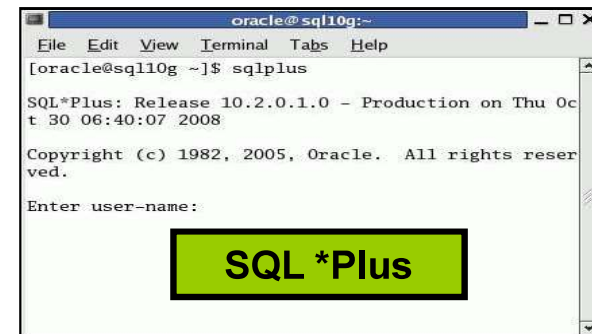 oracle@sql10g:~
File Edit View Terminal Tabs Help
[oracle@sql10g ~]$ sqlplus
SQL*Plus: Release 10.2.0.1.0 - Production on Thu Oc
t 30 06:40:07 2008
Copyright (c) 1982, 2005, Oracle.  All rights reser
ved.
Enter user-name:
SQL *Plus